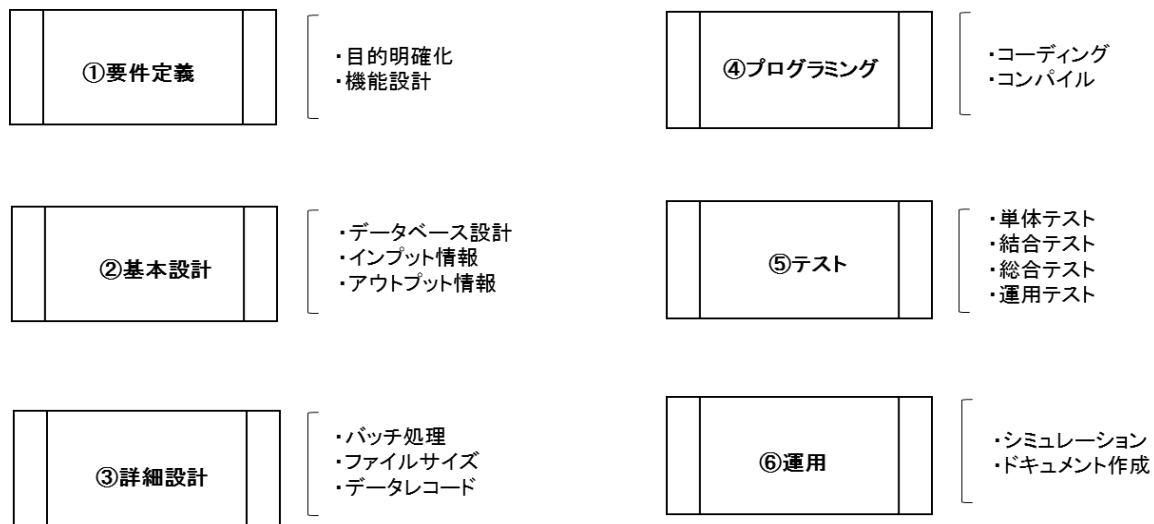 ①要件定義
・目的明確化
・機能設計
②基本設計
・データベース設計
・インプット情報
・アウトプット情報
③詳細設計
・バッチ処理
・ファイルサイズ
・データレコード
④プログラミング
・コーディング
・コンパイル
⑤テスト
・単体テスト
・結合テスト
・総合テスト
・運用テスト
⑥運用
・シミュレーション
・ドキュメント作成